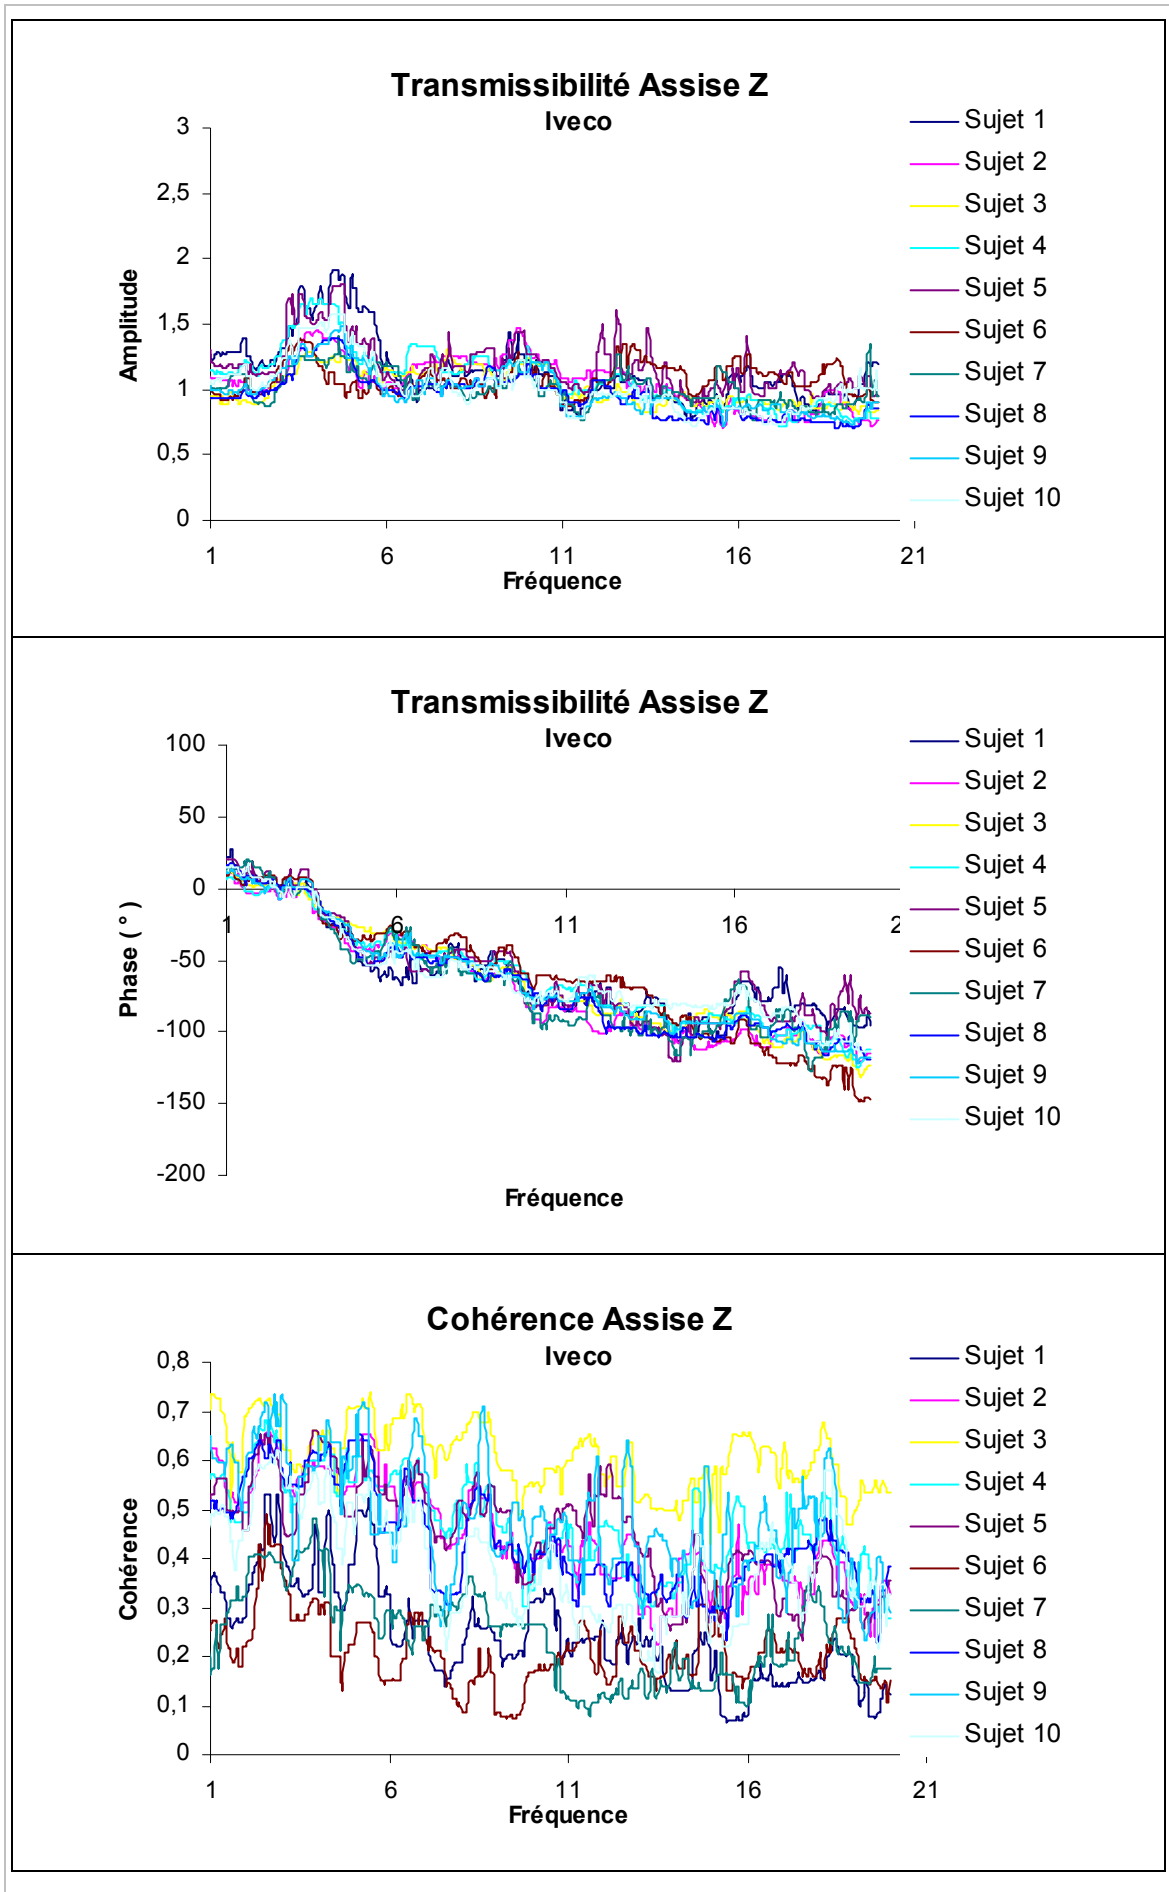 Transmissibilité Assise Z
Iveco
Amplitude
3
2,5
2
1,5
1
0,5
0
1 6 11 16 21
Fréquence
Sujet 1
Sujet 2
Sujet 3
Sujet 4
Sujet 5
Sujet 6
Sujet 7
Sujet 8
Sujet 9
Sujet 10
Transmissibilité Assise Z
Iveco
Phase ( ° )
100
50
0
-50
-100
-150
-200
1 6 11 16 2
Fréquence
Sujet 1
Sujet 2
Sujet 3
Sujet 4
Sujet 5
Sujet 6
Sujet 7
Sujet 8
Sujet 9
Sujet 10
Cohérence Assise Z
Iveco
Cohérence
0,8
0,7
0,6
0,5
0,4
0,3
0,2
0,1
0
1 6 11 16 21
Fréquence
Sujet 1
Sujet 2
Sujet 3
Sujet 4
Sujet 5
Sujet 6
Sujet 7
Sujet 8
Sujet 9
Sujet 10